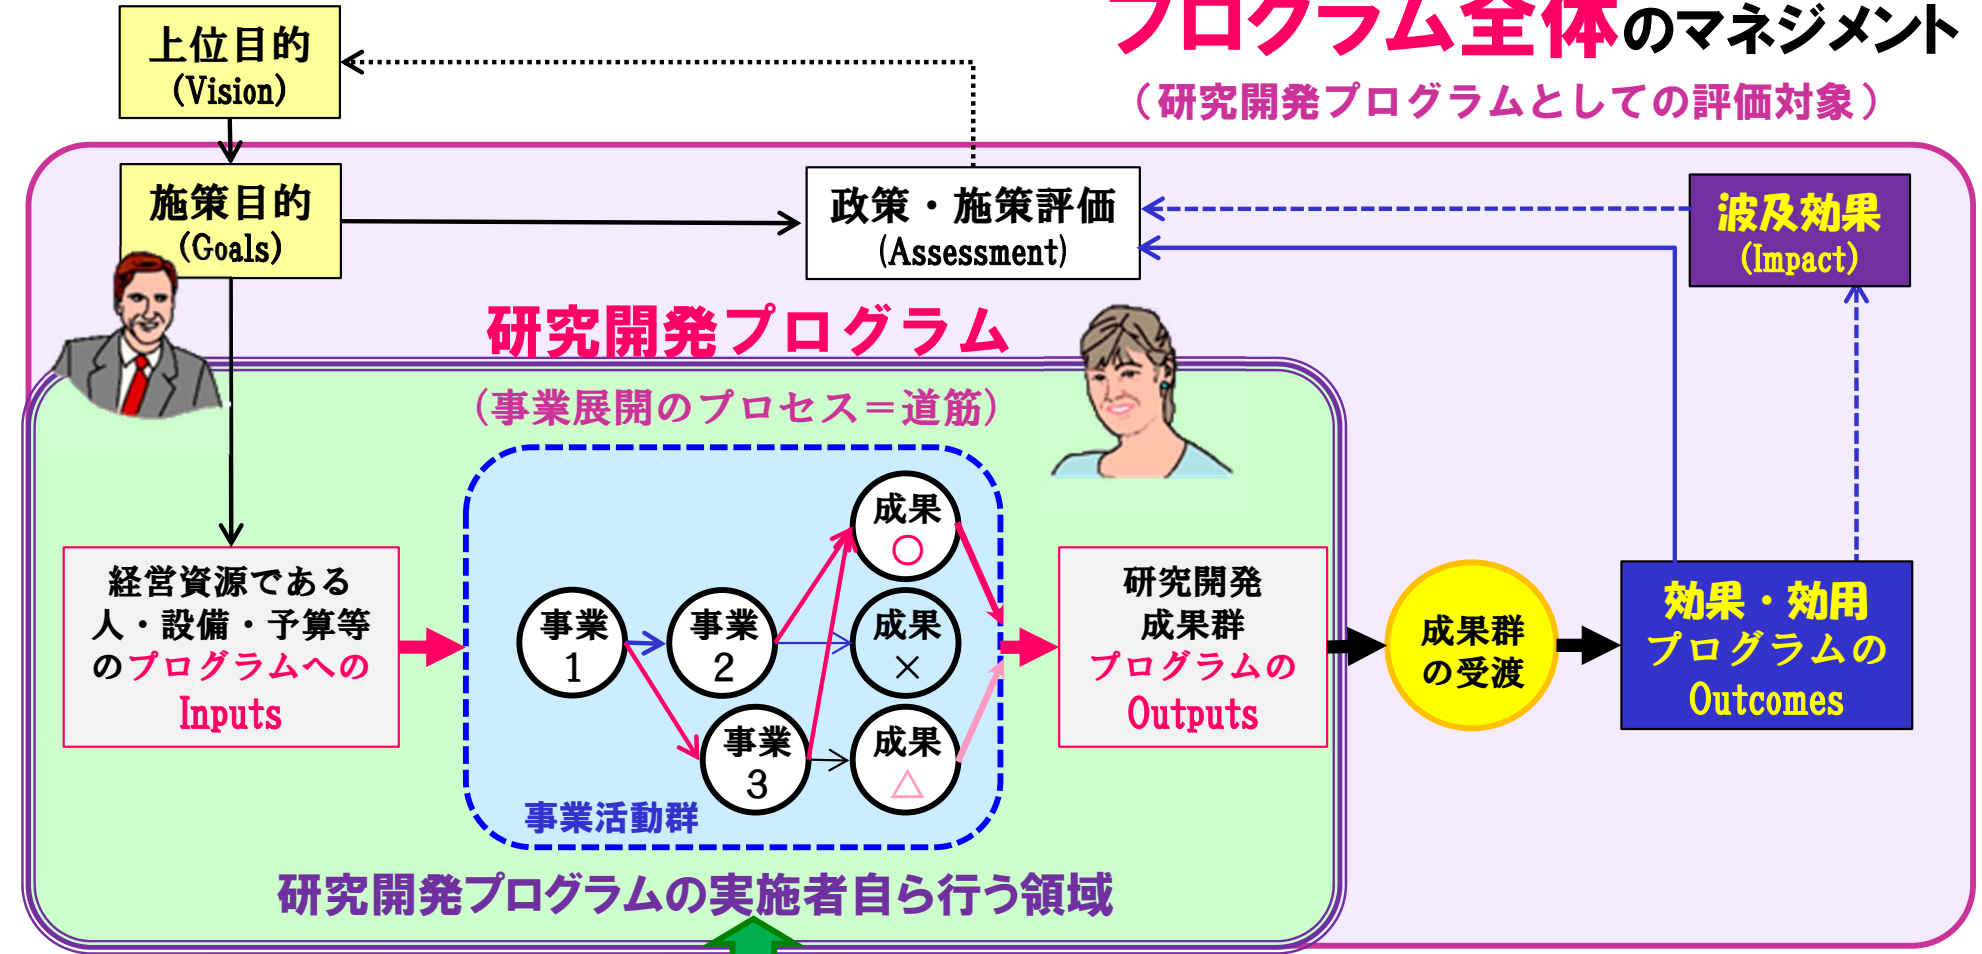 プログラム全体のマネジメント
（研究開発プログラムとしての評価対象）
上位目的
(Vision)
施策目的
(Goals)
政策・施策評価
(Assessment)
波及効果
(Impact)
研究開発プログラム
(事業展開のプロセス＝道筋)
経営資源である
人・設備・予算等
のプログラムへの
Inputs
事業
1
事業
2
事業
3
成果
○
成果
×
成果
△
事業活動群
研究開発
成果群
プログラムの
Outputs
成果群
の受渡
効果・効用
プログラムの
Outcomes
研究開発プログラムの実施者自ら行う領域